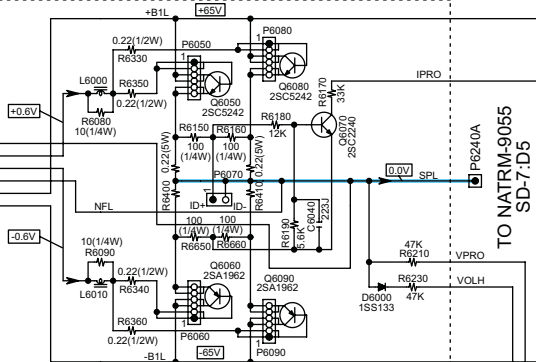 +B1L
+65V
0.22(1/2W)
R6330
P6050
1
P6080
1
L6000
R6350
0.22(1/2W)
Q6050
2SC5242
Q6080
2SC5242
R6170
33K
IPRO
+0.6V
R6080
10(1/4W)
R6150
100
(1/4W)
R6160
100
(1/4W)
R6180
12K
Q6070
2SC2240
0.22(5W)
R6400
0.22(5W)
R6410
P6070
1
ID+
ID-
NFL
0.0V
SPL
P6240A
TO NATRM-9055
SD-7:D5
-0.6V
100
(1/4W)
R6650
100
(1/4W)
R6660
R6190
5.6K
C6040
223J
10(1/4W)
R6090
L6010
0.22(1/2W)
R6340
Q6060
2SA1962
Q6090
2SA1962
47K
R6210
VPRO
R6230
47K
VOLH
D6000
1SS133
R6360
0.22(1/2W)
1
P6060
1
P6090
-B1L
-65V